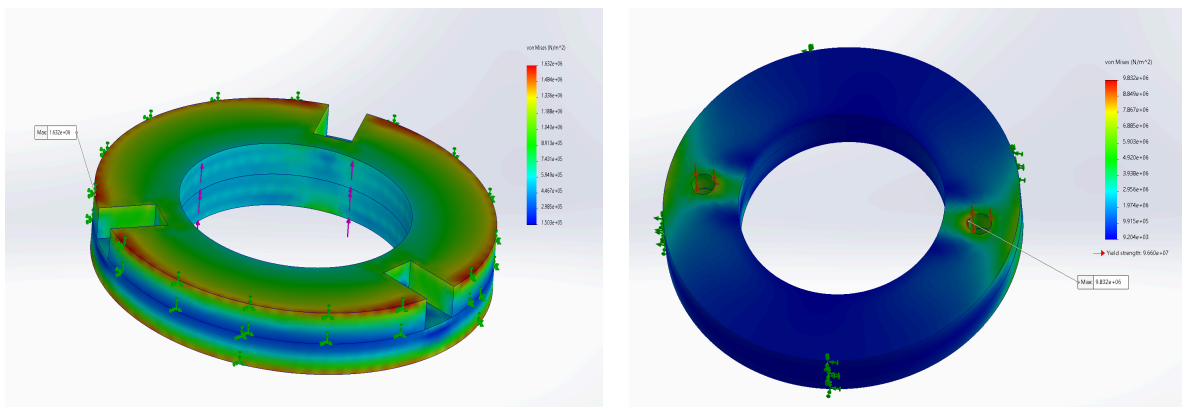 von Mises (N/m^2)
1.632e+06
1.484e+06
1.336e+06
1.188e+06
1.040e+06
8.913e+05
7.431e+05
5.949e+05
4.467e+05
2.985e+05
1.503e+05
Max: 1.632e+06
von Mises (N/m^2)
9.832e+06
8.849e+06
7.867e+06
6.885e+06
5.903e+06
4.920e+06
3.938e+06
2.956e+06
1.974e+06
9.915e+05
9.204e+03
Yield strength: 9.660e+07
Max: 9.832e+06